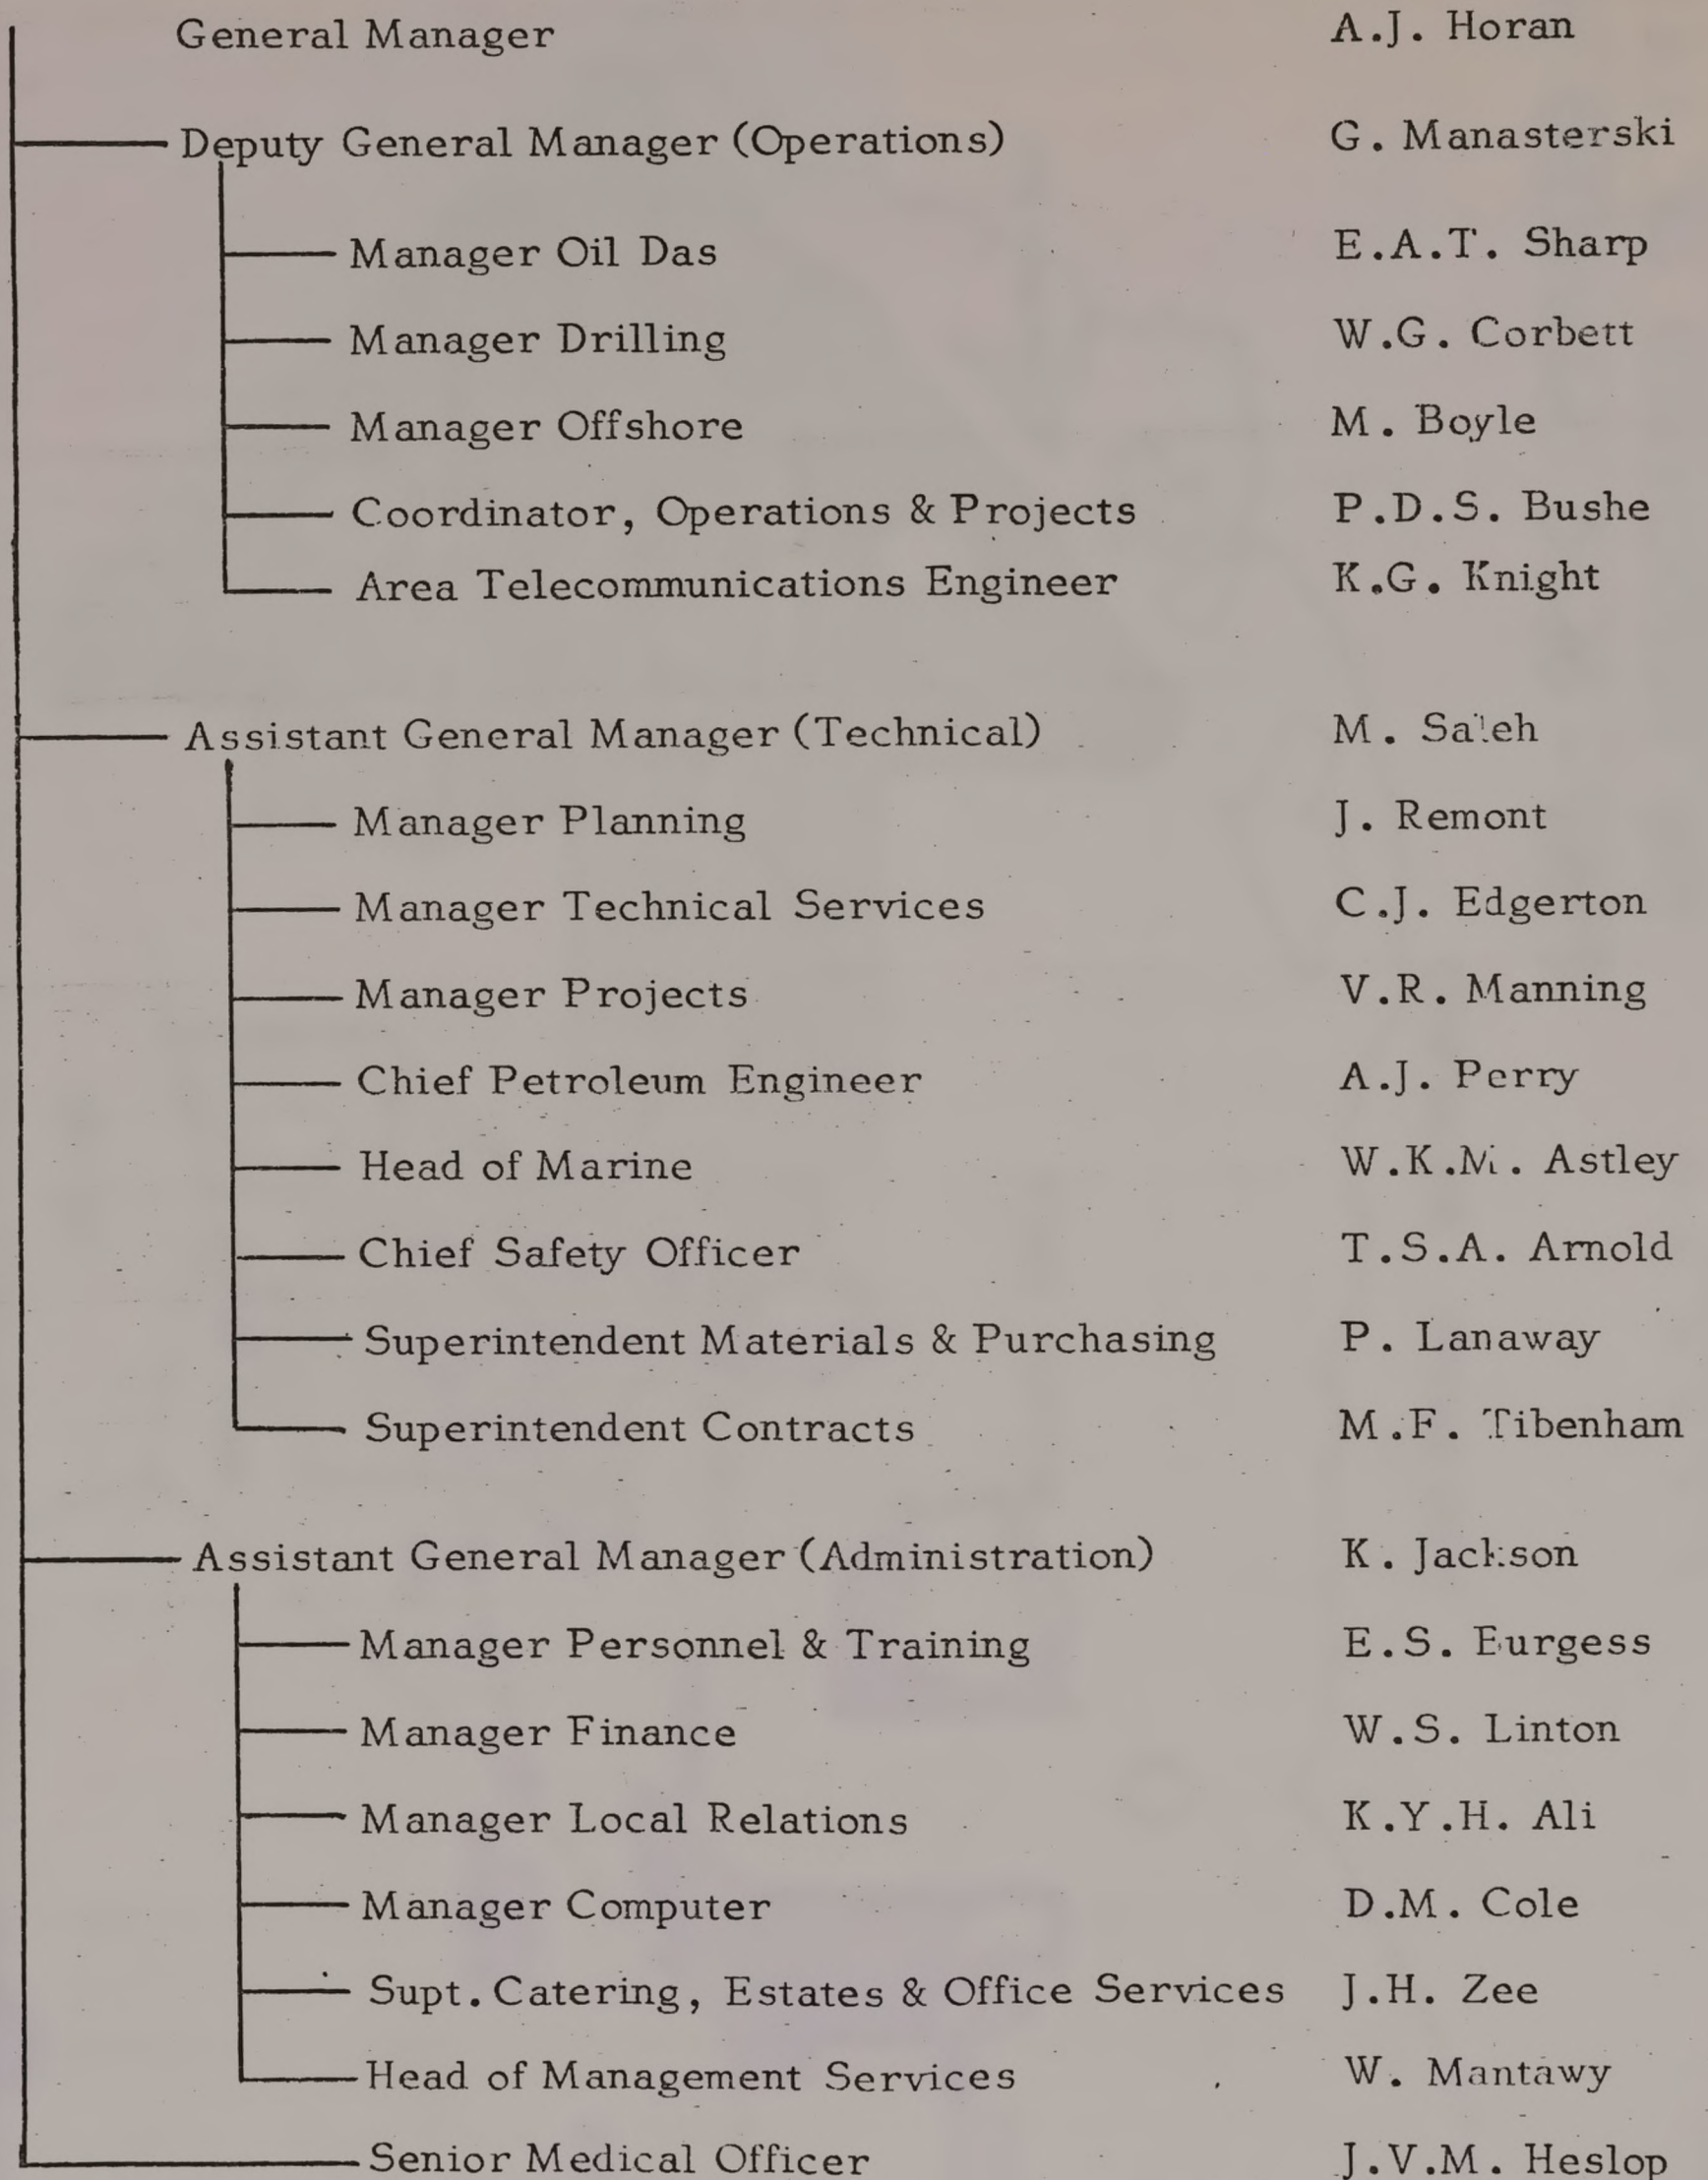 General Manager A.J. Horan
Deputy General Manager (Operations) G. Manasterski
Manager Oil Das E.A.T. Sharp
Manager Drilling W.G. Corbett
Manager Offshore M. Boyle
Coordinator, Operations & Projects P.D.S. Bushe
Area Telecommunications Engineer K.G. Knight
Assistant General Manager (Technical) M. Saleh
Manager Planning J. Remont
Manager Technical Services C.J. Edgerton
Manager Projects V.R. Manning
Chief Petroleum Engineer A.J. Perry
Head of Marine W.K.M. Astley
Chief Safety Officer T.S.A. Arnold
Superintendent Materials & Purchasing P. Lanaway
Superintendent Contracts M.F. Tibenham
Assistant General Manager (Administration) K. Jackson
Manager Personnel & Training E.S. Burgess
Manager Finance W.S. Linton
Manager Local Relations K.Y.H. Ali
Manager Computer D.M. Cole
Supt. Catering, Estates & Office Services J.H. Zee
Head of Management Services W. Mantawy
Senior Medical Officer J.V.M. Heslop